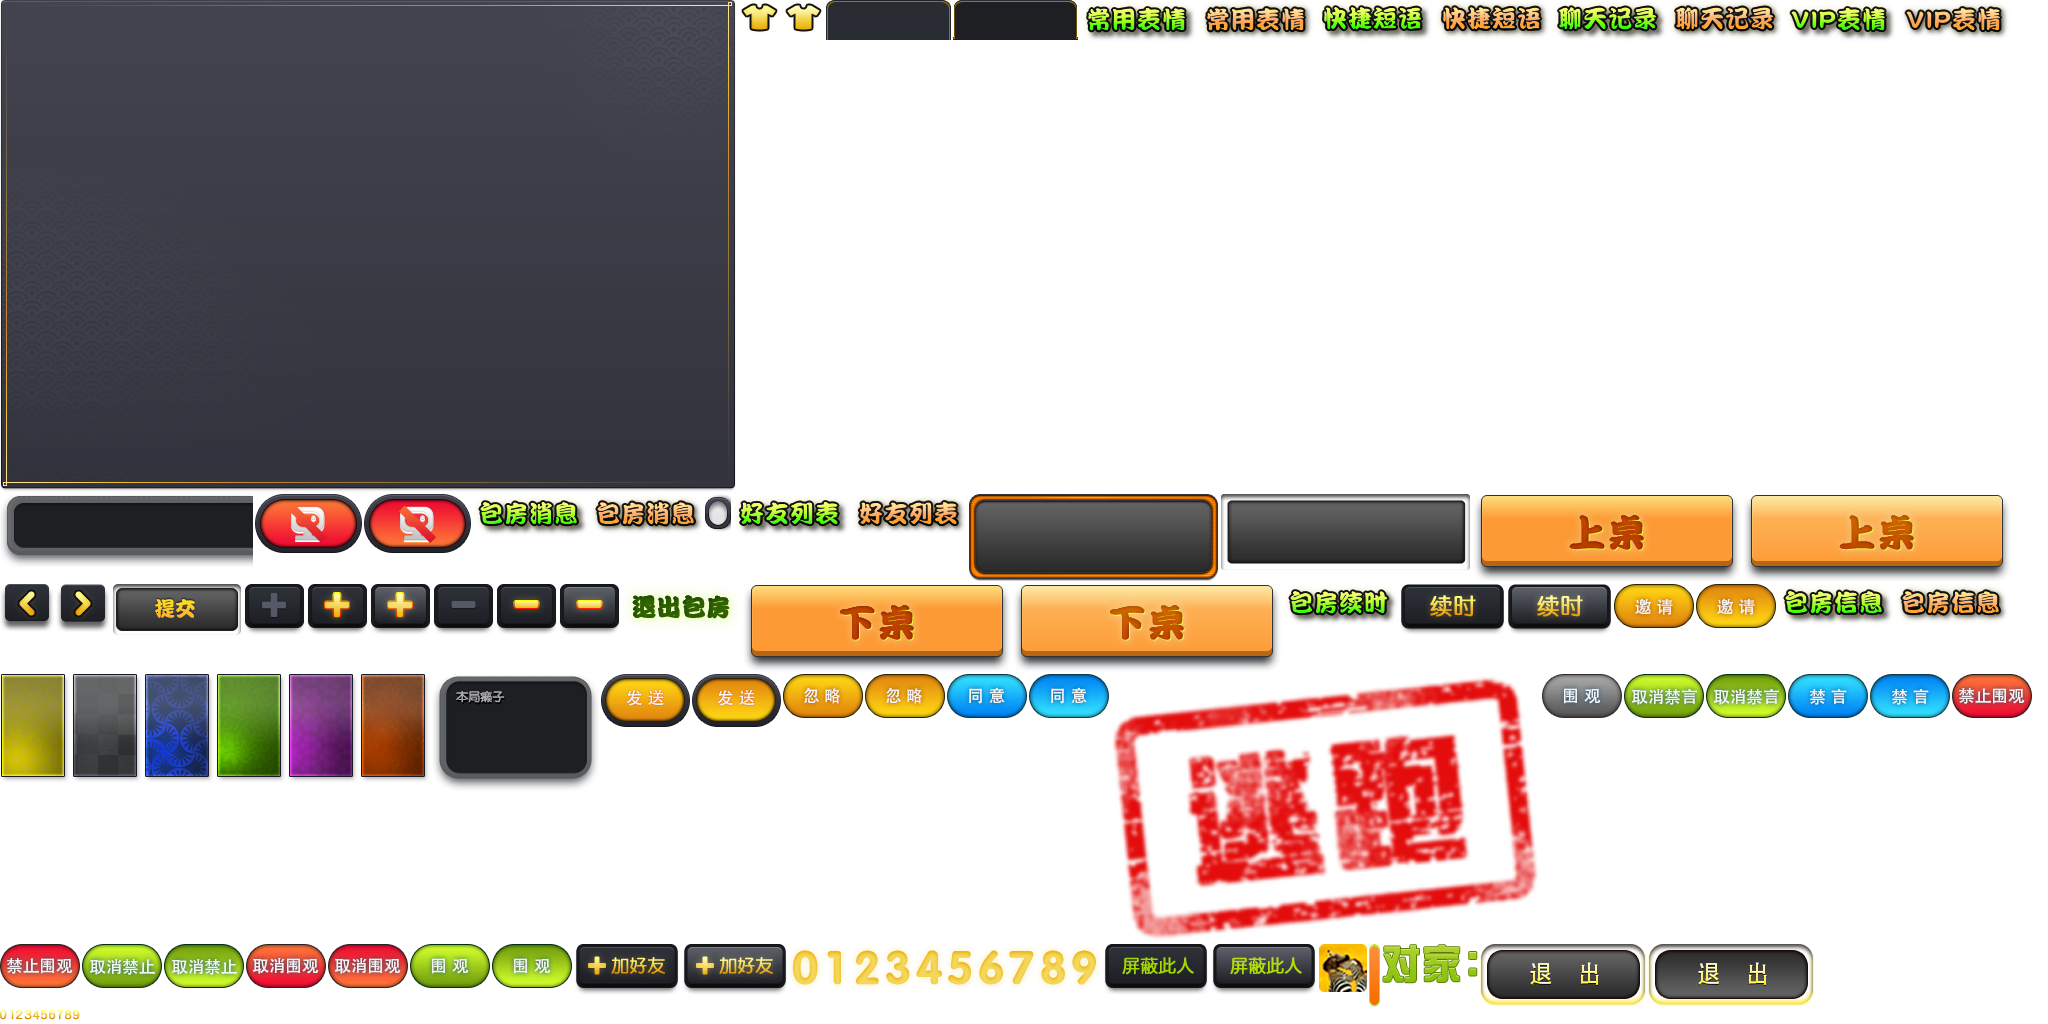 常用表情 常用表情 快捷短语 快捷短语 聊天记录 聊天记录 VIP表情 VIP表情
包房消息 包房消息 好友列表 好友列表 上桌 上桌
提交 退出包房 下桌 下桌 包房续时 续时 续时 邀请 邀请 包房信息 包房信息
本局癞子 发送 发送 忽略 忽略 同意 同意 围观 取消禁言 取消禁言 禁言 禁言 禁止围观
逃跑
禁止围观 取消禁止 取消禁止 取消围观 取消围观 围观 围观 加好友 加好友 0123456789 屏蔽此人 屏蔽此人 对家: 退出 退出
0123456789